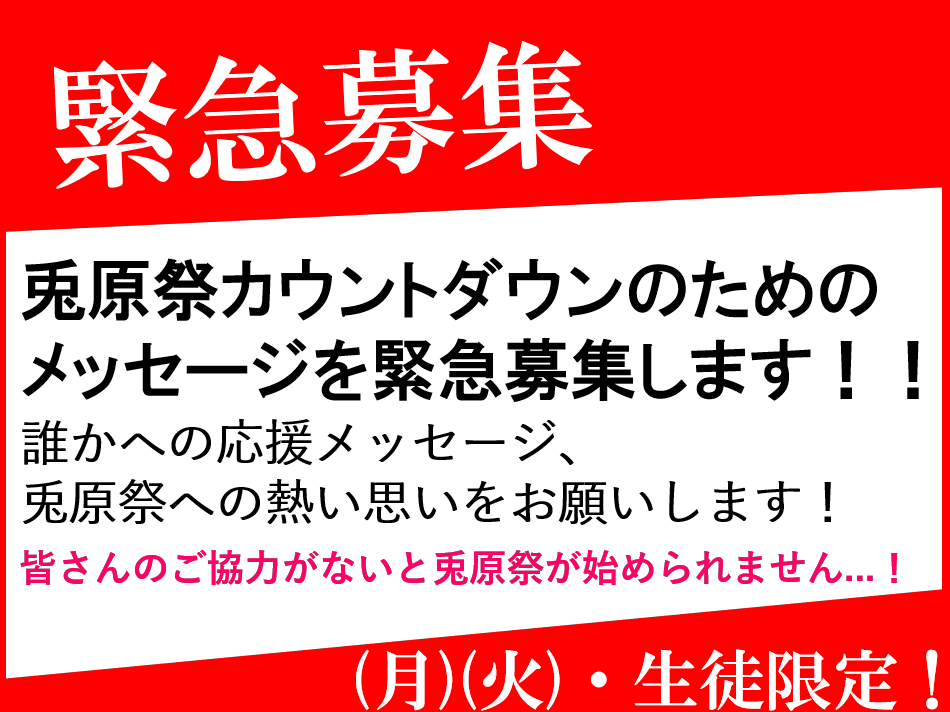 緊急募集
兎原祭カウントダウンのための
メッセージを緊急募集します！！
誰かへの応援メッセージ、
兎原祭への熱い思いをお願いします！
皆さんのご協力がないと兎原祭が始められません...！
(月)(火)・生徒限定！